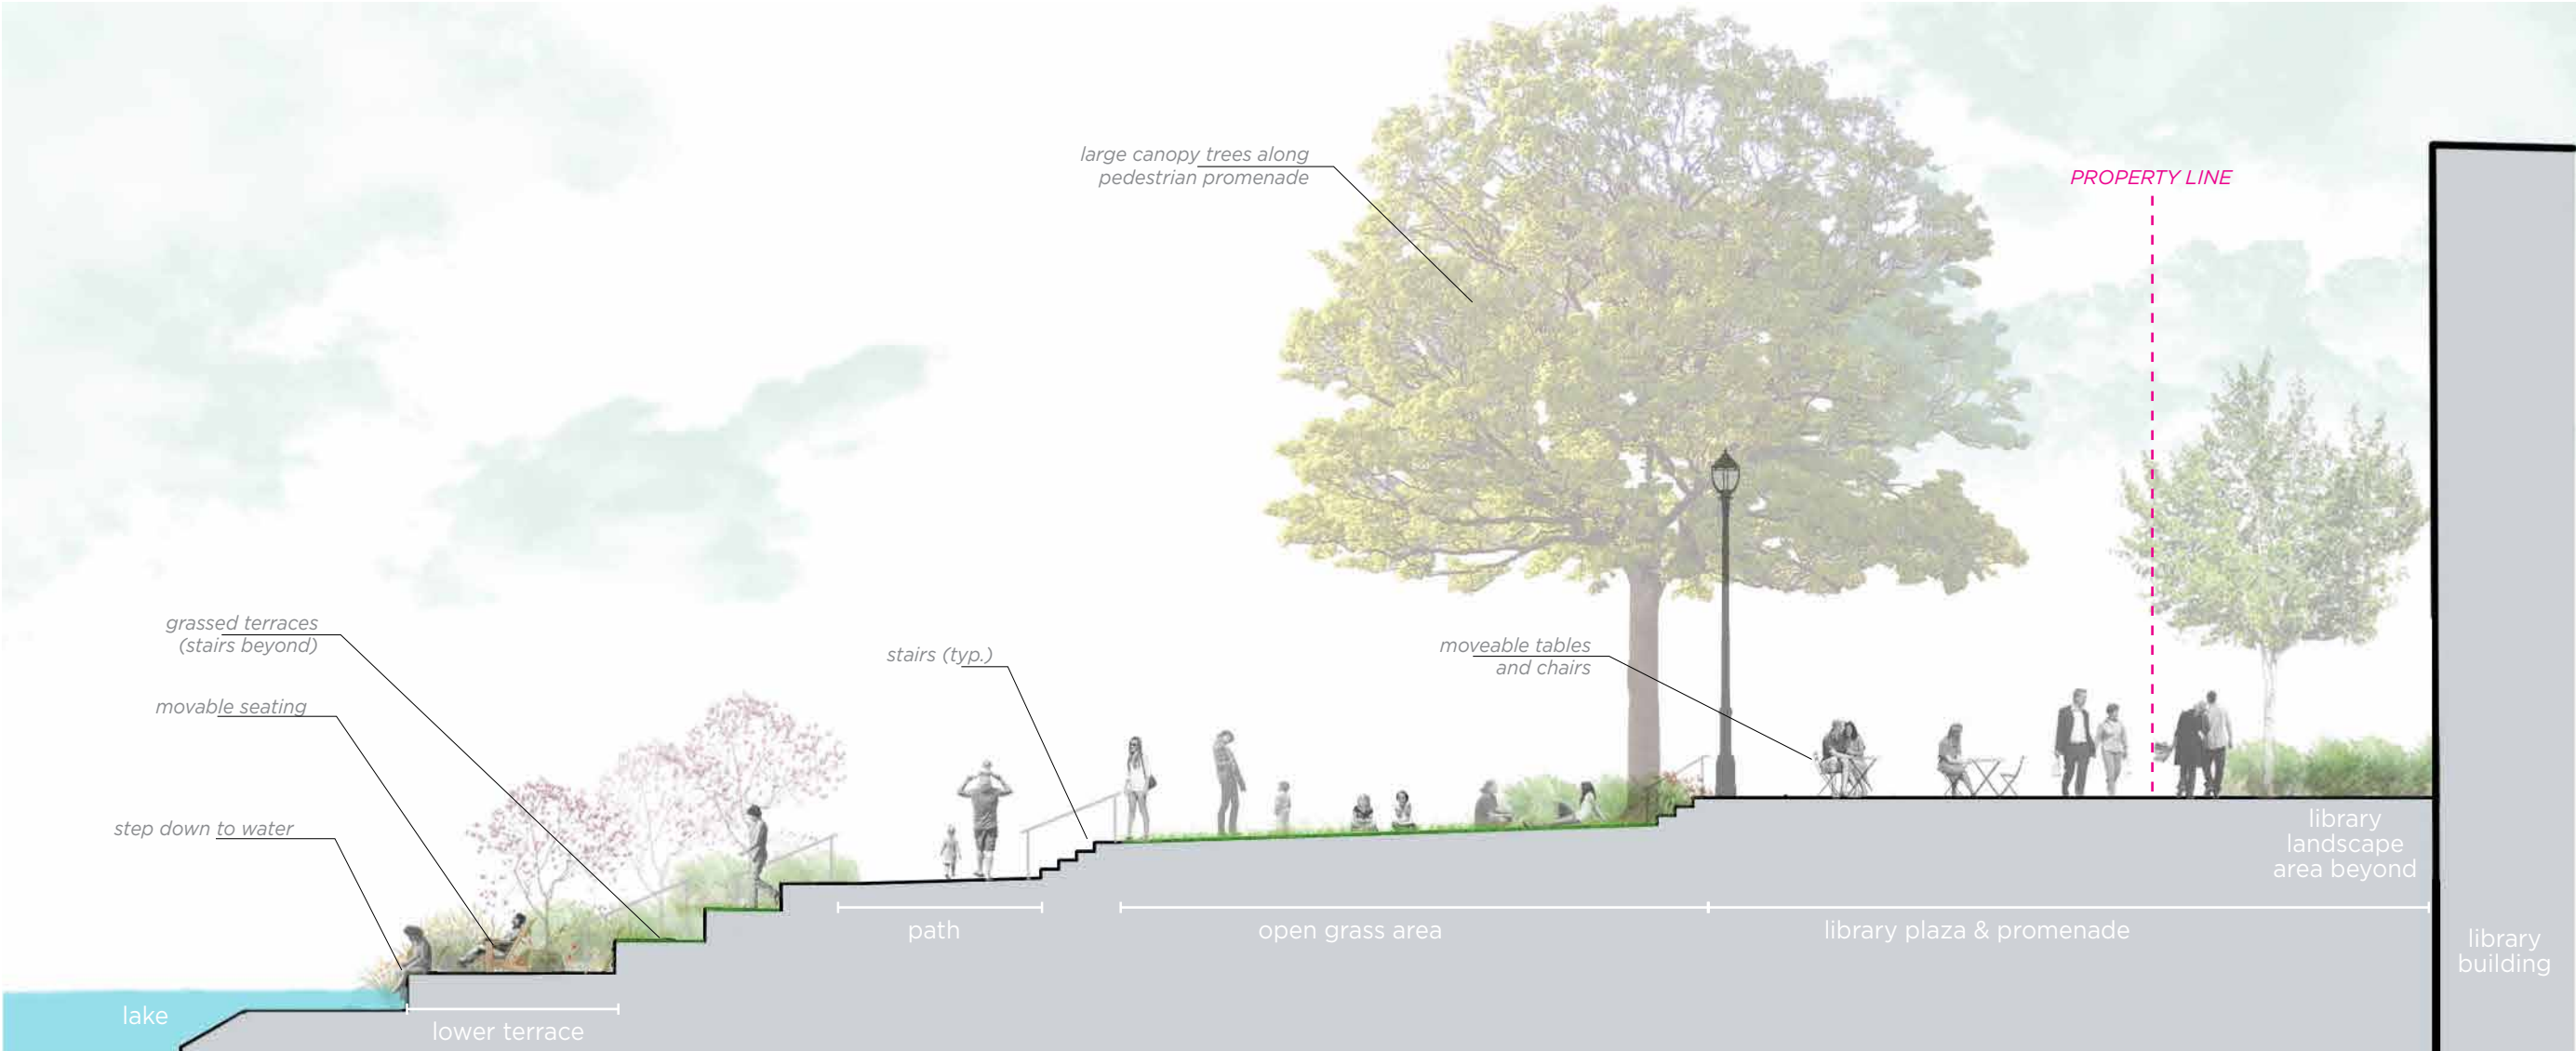 large canopy trees along
pedestrian promenade
PROPERTY LINE
grassed terraces
(stairs beyond)
stairs (typ.)
moveable tables
and chairs
movable seating
step down to water
library
landscape
area beyond
path
open grass area
library plaza & promenade
library
building
lake
lower terrace